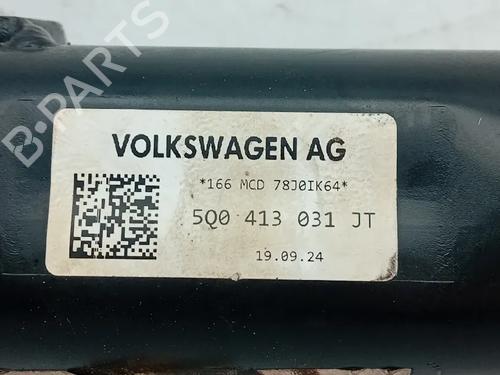 B-PARTS
VOLKSWAGEN AG
*166 MCD 78J0IK64*
5Q0 413 031 JT
19.09.24